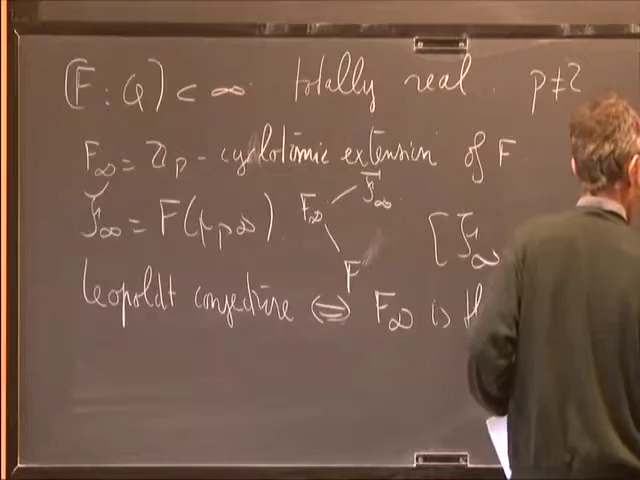 (F : Q) < ∞ totally real. p ≠ 2
F∞ = Zp - cyclotomic extension of F
ℱ∞ = F(μp∞). F∞ ℱ∞ F [ℱ∞
Leopoldt conjecture ⇔ F∞ is